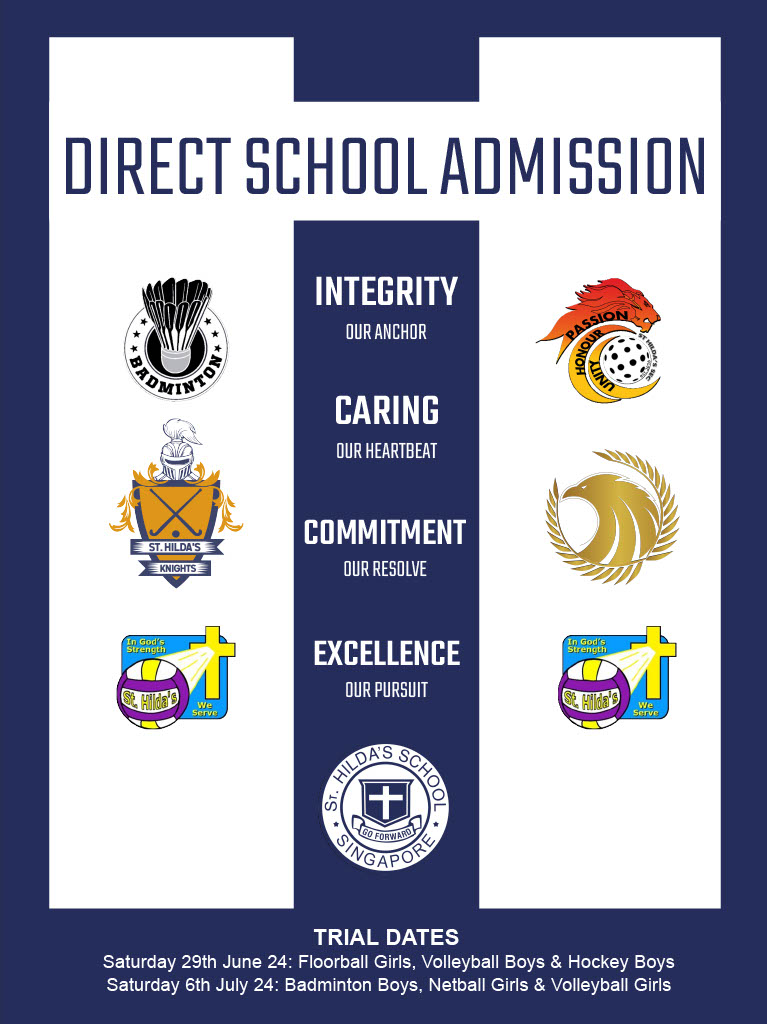 DIRECT SCHOOL ADMISSION
BADMINTON
ST. HILDA'S
KNIGHTS
In God's
Strength
St. Hilda's
We
Serve
INTEGRITY
OUR ANCHOR
CARING
OUR HEARTBEAT
COMMITMENT
OUR RESOLVE
EXCELLENCE
OUR PURSUIT
ST. HILDA'S SCHOOL
GO FORWARD
SINGAPORE
PASSION
HONOUR
UNITY
ST HILDA'S SEC
In God's
Strength
St. Hilda's
We
Serve
TRIAL DATES
Saturday 29th June 24: Floorball Girls, Volleyball Boys & Hockey Boys
Saturday 6th July 24: Badminton Boys, Netball Girls & Volleyball Girls